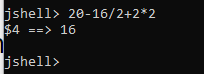 jshell> 20-16/2+2*2
$4 ==> 16
jshell>